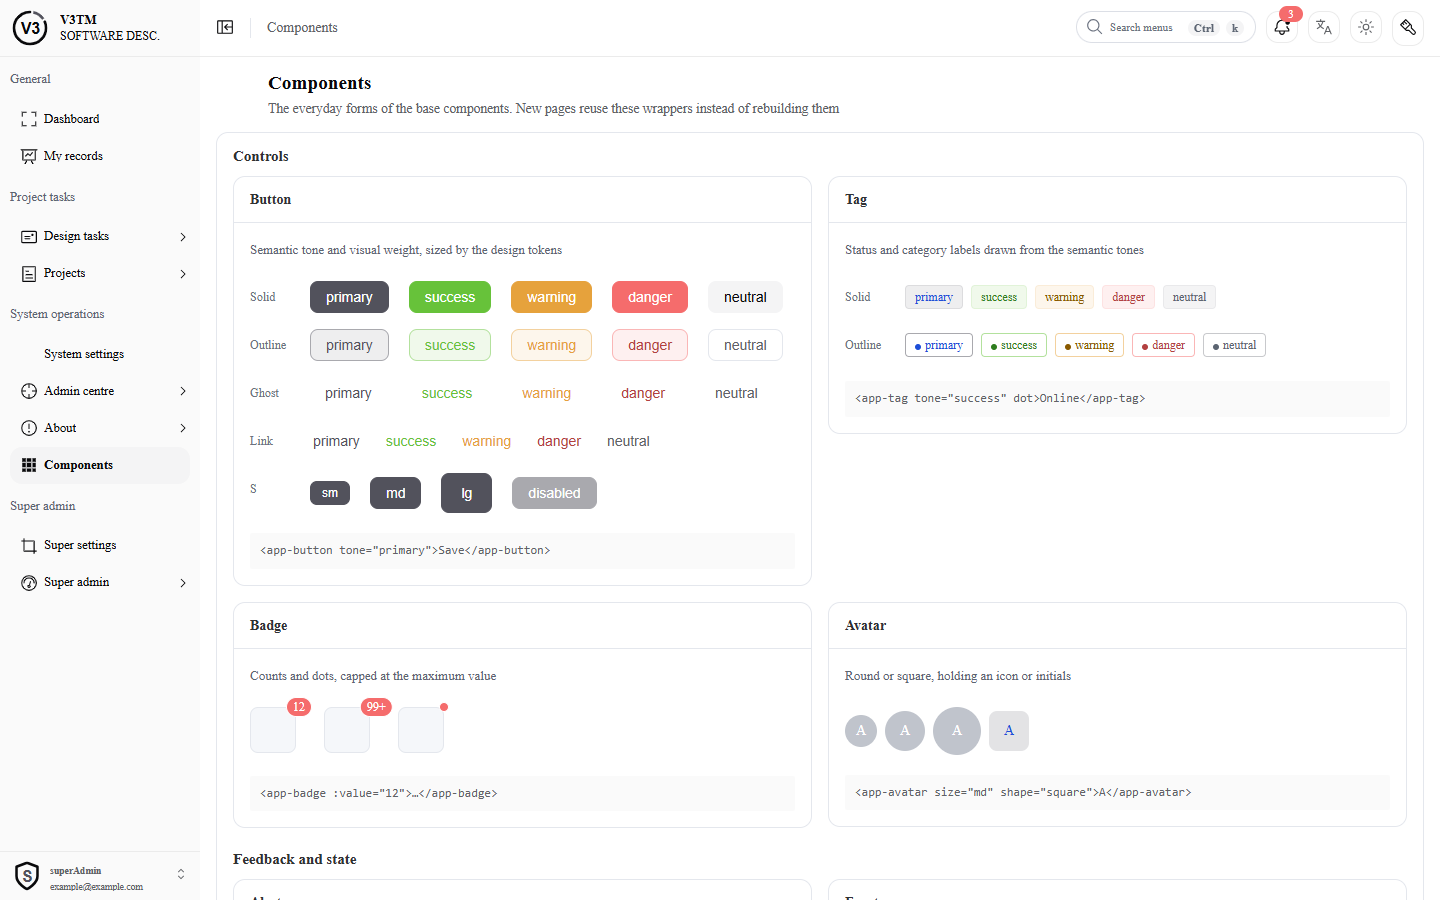 V3
V3TM
SOFTWARE DESC.
Components
Search menus
Ctrl
k
3
General
Dashboard
My records
Project tasks
Design tasks
Projects
System operations
System settings
Admin centre
About
Components
Super admin
Super settings
Super admin
S
superAdmin
example@example.com
Components
The everyday forms of the base components. New pages reuse these wrappers instead of rebuilding them
Controls
Button
Semantic tone and visual weight, sized by the design tokens
Solid primary success warning danger neutral
Outline primary success warning danger neutral
Ghost primary success warning danger neutral
Link primary success warning danger neutral
S sm md lg disabled
<app-button tone="primary">Save</app-button>
Tag
Status and category labels drawn from the semantic tones
Solid primary success warning danger neutral
Outline primary success warning danger neutral
<app-tag tone="success" dot>Online</app-tag>
Badge
Counts and dots, capped at the maximum value
12 99+
<app-badge :value="12">…</app-badge>
Avatar
Round or square, holding an icon or initials
A A A A
<app-avatar size="md" shape="square">A</app-avatar>
Feedback and state